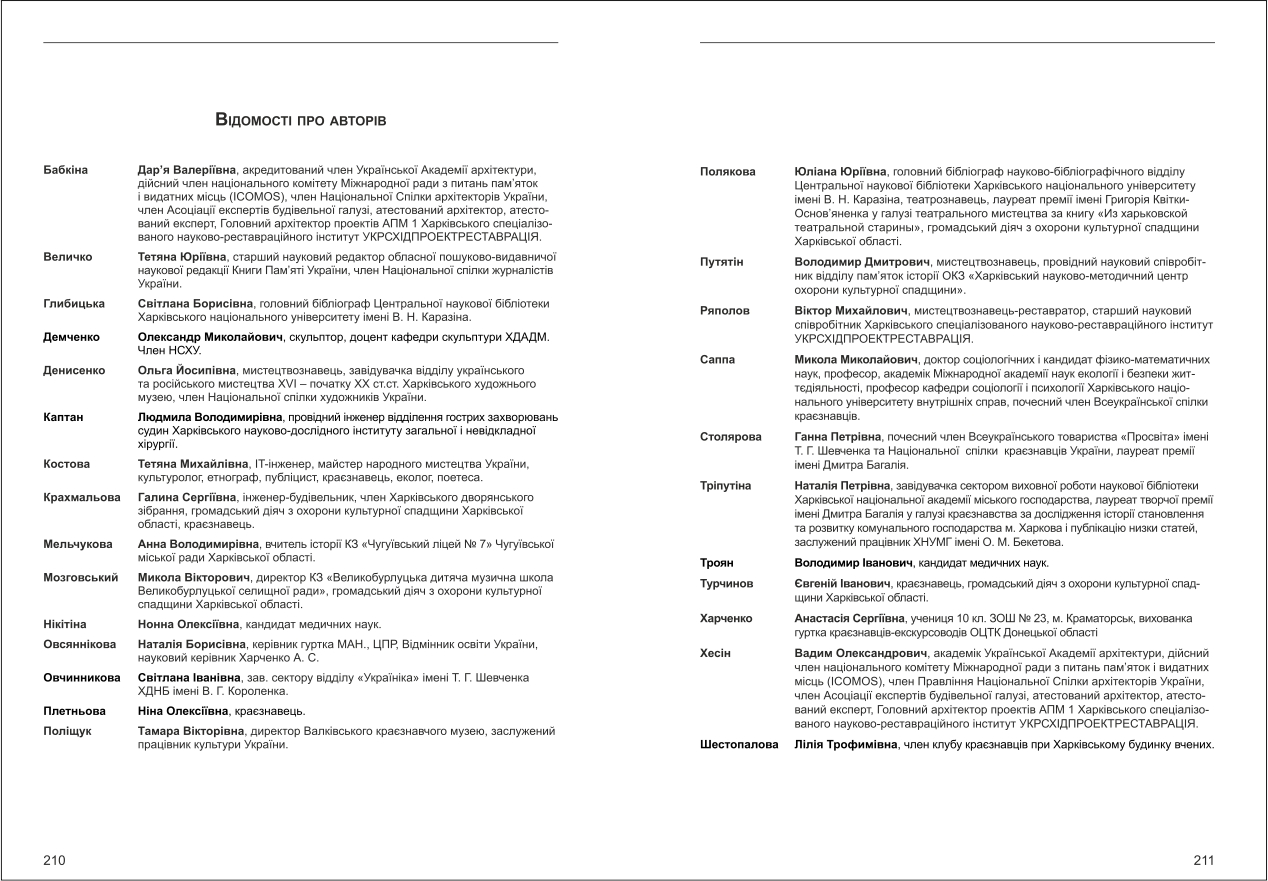 Відомості про авторів
Бабкіна Дар’я Валеріївна, акредитований член Української Академії архітектури,
дійсний член національного комітету Міжнародної ради з питань пам’яток
і видатних місць (ICOMOS), член Національної Спілки архітекторів України,
член Асоціації експертів будівельної галузі, атестований архітектор, атесто-
ваний експерт, Головний архітектор проектів АПМ 1 Харківського спеціалізо-
ваного науково-реставраційного інститут УКРСХІДПРОЕКТРЕСТАВРАЦІЯ.
Величко Тетяна Юріївна, старший науковий редактор обласної пошуково-видавничої
наукової редакції Книги Пам’яті України, член Національної спілки журналістів
України.
Глибицька Світлана Борисівна, головний бібліограф Центральної наукової бібліотеки
Харківського національного університету імені В. Н. Каразіна.
Демченко Олександр Миколайович, скульптор, доцент кафедри скульптури ХДАДМ.
Член НСХУ.
Денисенко Ольга Йосипівна, мистецтвознавець, завідувачка відділу українського
та російського мистецтва XVI – початку ХХ ст.ст. Харківського художнього
музею, член Національної спілки художників України.
Каптан Людмила Володимирівна, провідний інженер відділення гострих захворювань
судин Харківського науково-дослідного інституту загальної і невідкладної
хірургії.
Костова Тетяна Михайлівна, ІТ-інженер, майстер народного мистецтва України,
культуролог, етнограф, публіцист, краєзнавець, еколог, поетеса.
Крахмальова Галина Сергіївна, інженер-будівельник, член Харківського дворянського
зібрання, громадський діяч з охорони культурної спадщини Харківської
області, краєзнавець.
Мельчукова Анна Володимирівна, вчитель історії КЗ «Чугуївський ліцей № 7» Чугуївської
міської ради Харківської області.
Мозговський Микола Вікторович, директор КЗ «Великобурлуцька дитяча музична школа
Великобурлуцької селищної ради», громадський діяч з охорони культурної
спадщини Харківської області.
Нікітіна Нонна Олексіївна, кандидат медичних наук.
Овсяннікова Наталія Борисівна, керівник гуртка МАН., ЦПР, Відмінник освіти України,
науковий керівник Харченко А. С.
Овчинникова Світлана Іванівна, зав. сектору відділу «Україніка» імені Т. Г. Шевченка
ХДНБ імені В. Г. Короленка.
Плетньова Ніна Олексіївна, краєзнавець.
Поліщук Тамара Вікторівна, директор Валківського краєзнавчого музею, заслужений
працівник культури України.
210
Полякова Юліана Юріївна, головний бібліограф науково-бібліографічного відділу
Центральної наукової бібліотеки Харківського національного університету
імені В. Н. Каразіна, театрознавець, лауреат премії імені Григорія Квітки-
Основ’яненка у галузі театрального мистецтва за книгу «Из харьковской
театральной старины», громадський діяч з охорони культурної спадщини
Харківської області.
Путятін Володимир Дмитрович, мистецтвознавець, провідний науковий співробіт-
ник відділу пам’яток історії ОКЗ «Харківський науково-методичний центр
охорони культурної спадщини».
Ряполов Віктор Михайлович, мистецтвознавець-реставратор, старший науковий
співробітник Харківського спеціалізованого науково-реставраційного інститут
УКРСХІДПРОЕКТРЕСТАВРАЦІЯ.
Саппа Микола Миколайович, доктор соціологічних і кандидат фізико-математичних
наук, професор, академік Міжнародної академії наук екології і безпеки жит-
тєдіяльності, професор кафедри соціології і психології Харківського націо-
нального університету внутрішніх справ, почесний член Всеукраїнської спілки
краєзнавців.
Столярова Ганна Петрівна, почесний член Всеукраїнського товариства «Просвіта» імені
Т. Г. Шевченка та Національної спілки краєзнавців України, лауреат премії
імені Дмитра Багалія.
Тріпутіна Наталія Петрівна, завідувачка сектором виховної роботи наукової бібліотеки
Харківської національної академії міського господарства, лауреат творчої премії
імені Дмитра Багалія у галузі краєзнавства за дослідження історії становлення
та розвитку комунального господарства м. Харкова і публікацію низки статей,
заслужений працівник ХНУМГ імені О. М. Бекетова.
Троян Володимир Іванович, кандидат медичних наук.
Турчинов Євгеній Іванович, краєзнавець, громадський діяч з охорони культурної спад-
щини Харківської області.
Харченко Анастасія Сергіївна, учениця 10 кл. ЗОШ № 23, м. Краматорськ, вихованка
гуртка краєзнавців-екскурсоводів ОЦТК Донецької області
Хесін Вадим Олександрович, академік Української Академії архітектури, дійсний
член національного комітету Міжнародної ради з питань пам’яток і видатних
місць (ICOMOS), член Правління Національної Спілки архітекторів України,
член Асоціації експертів будівельної галузі, атестований архітектор, атесто-
ваний експерт, Головний архітектор проектів АПМ 1 Харківського спеціалізо-
ваного науково-реставраційного інститут УКРСХІДПРОЕКТРЕСТАВРАЦІЯ.
Шестопалова Лілія Трофимівна, член клубу краєзнавців при Харківському будинку вчених.
211